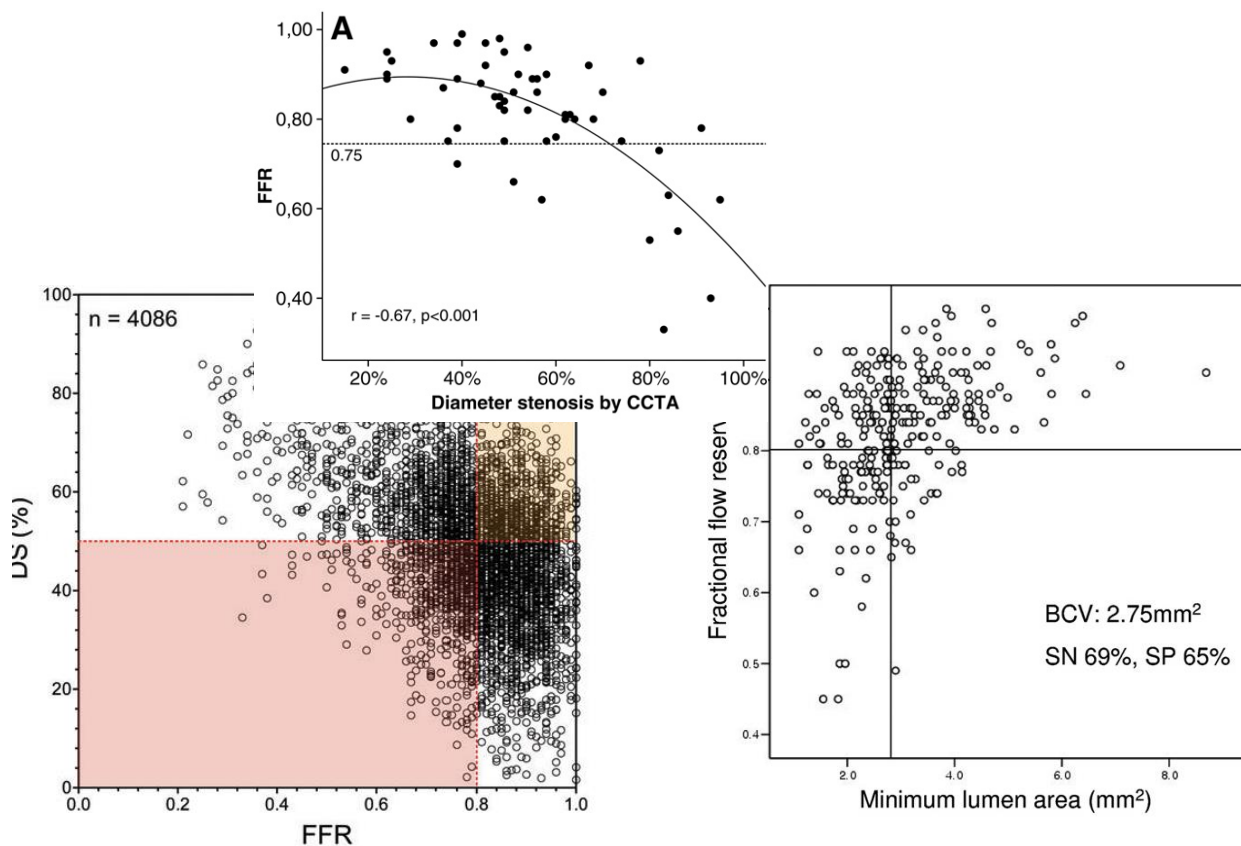 A
1,00
0,80
0.75
FFR
0,60
0,40
r = -0.67, p<0.001
20% 40% 60% 80% 100%
Diameter stenosis by CCTA
100
n = 4086
80
60
DS (%)
40
20
0
0.0 0.2 0.4 0.6 0.8 1.0
FFR
Fractional flow
0.8
0.7
0.6
0.5
0.4
BCV: 2.75mm²
SN 69%, SP 65%
2.0 4.0 6.0 8.0
Minimum lumen area (mm²)